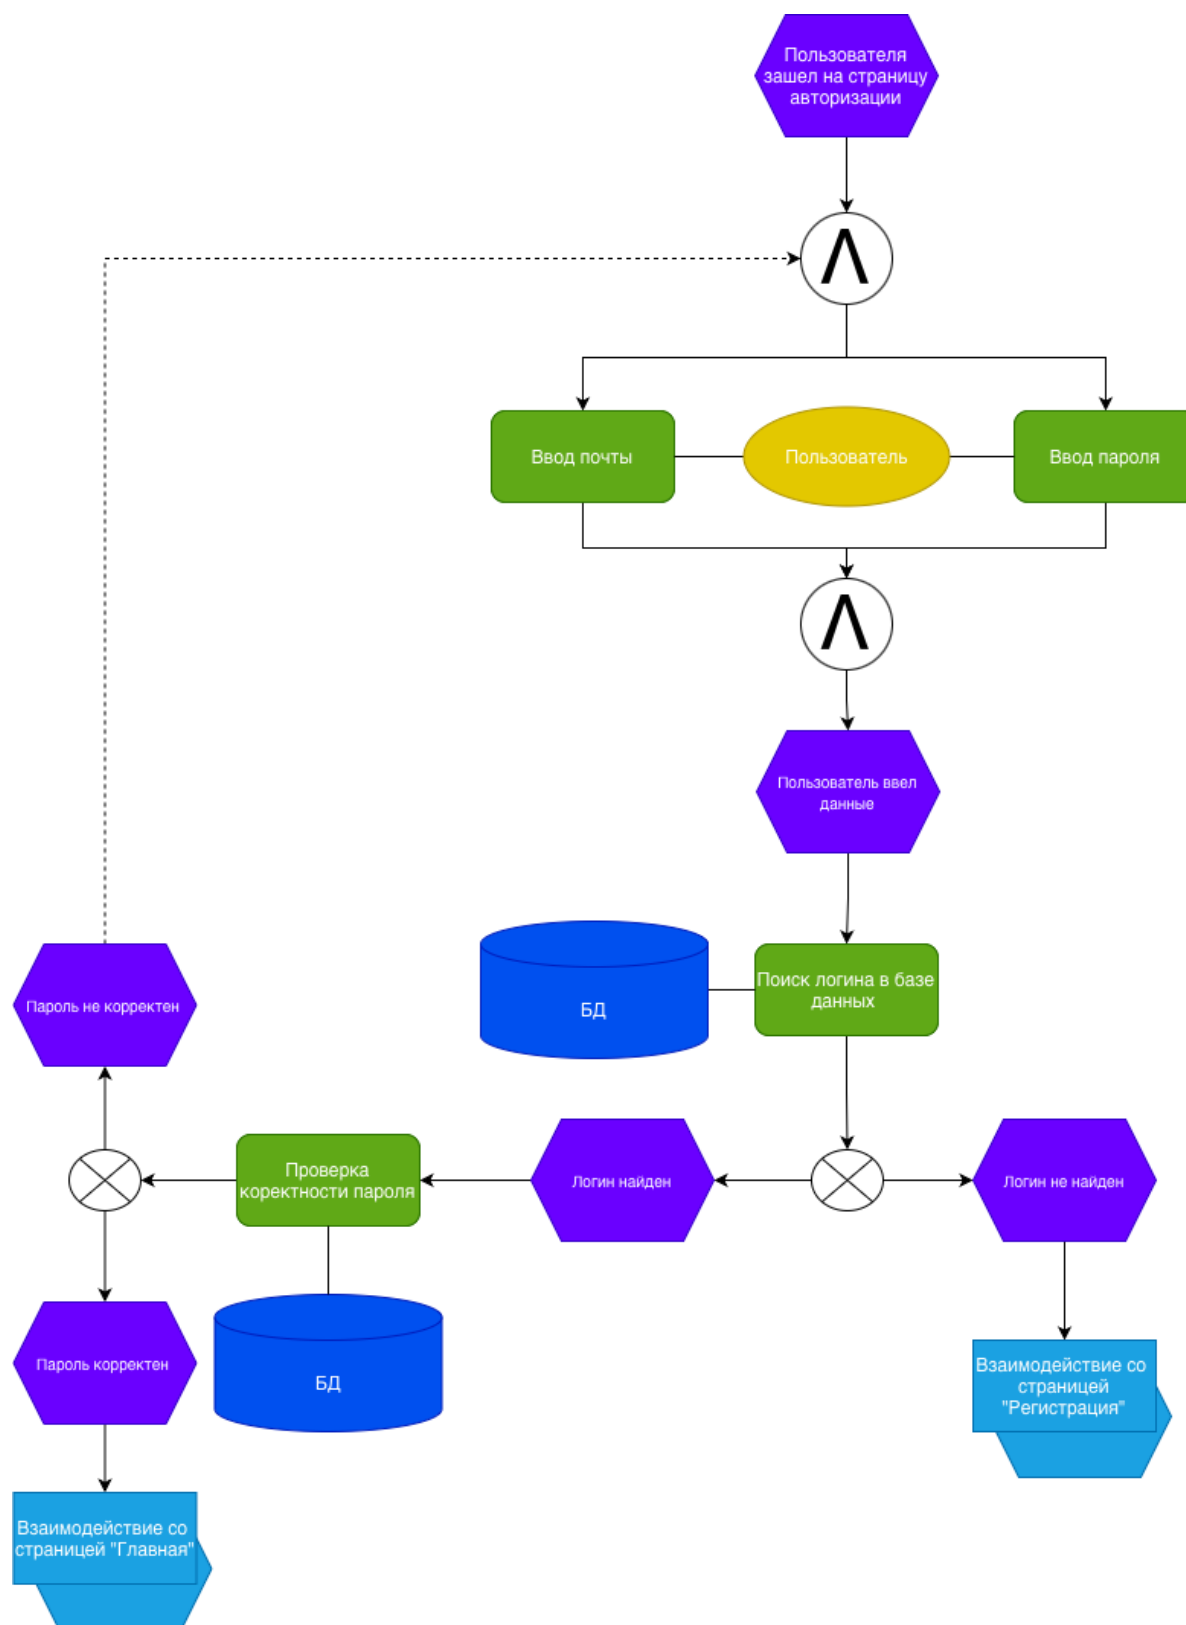 Пользователя
зашел на страницу
авторизации
Λ
Ввод почты
Пользователь
Ввод пароля
Λ
Пользователь ввел
данные
БД
Поиск логина в базе
данных
Пароль не корректен
Проверка
коректности пароля
Логин найден
Логин не найден
Пароль корректен
БД
Взаимодействие со
страницей
"Регистрация"
Взаимодействие со
страницей "Главная"